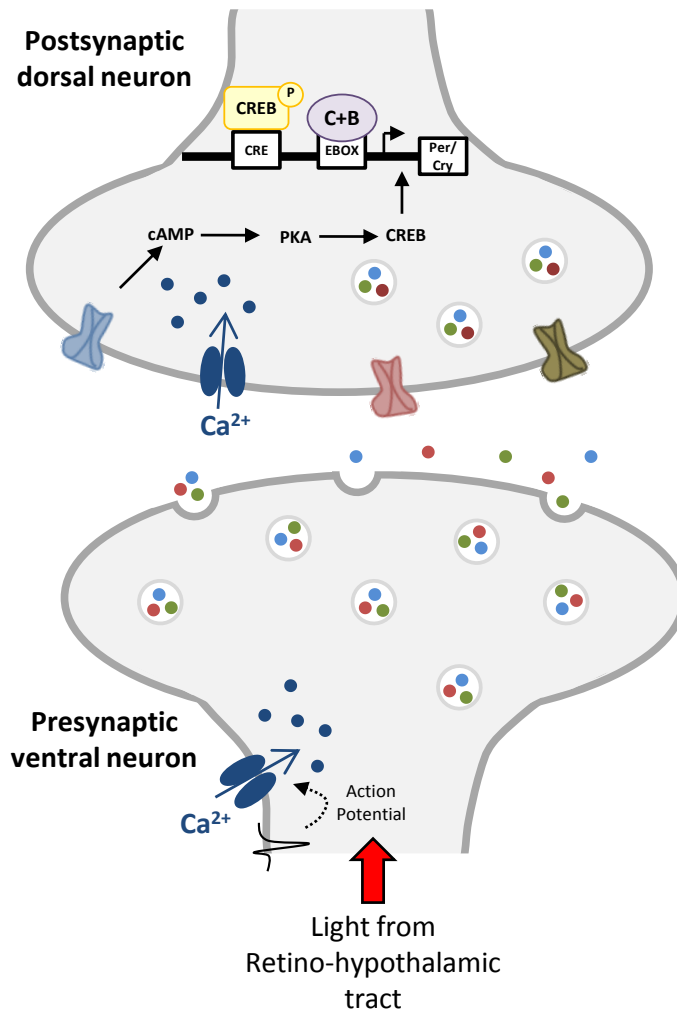 Postsynaptic
dorsal neuron
P
CREB
C+B
CRE
EBOX
Per/
Cry
cAMP
PKA
CREB
Ca²⁺
Presynaptic
ventral neuron
Ca²⁺
Action
Potential
Light from
Retino-hypothalamic
tract